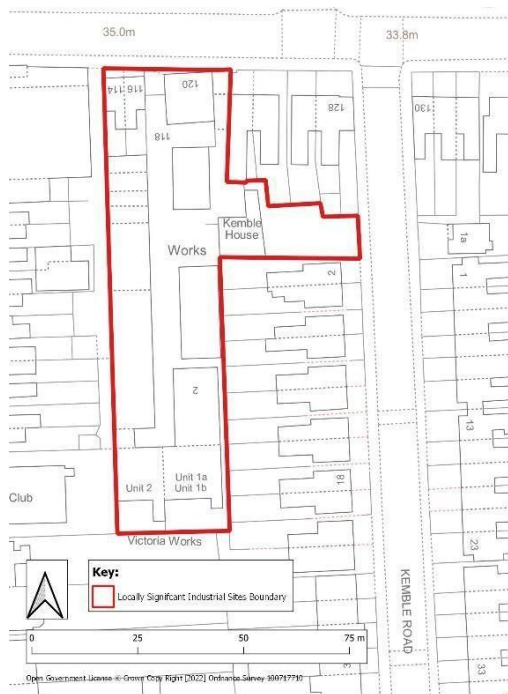 35.0m
33.8m
114
116
120
118
128
130
Kemble
House
Works
1a
1
2
2
13
18
Unit 2
Unit 1a
Unit 1b
Club
Victoria Works
23
KEMBLE ROAD
33
Key:
Locally Signifcant Industrial Sites Boundary
0
25
50
75 m
Open Government License © Crown Copy Right [2022] Ordnance Survey 100717710